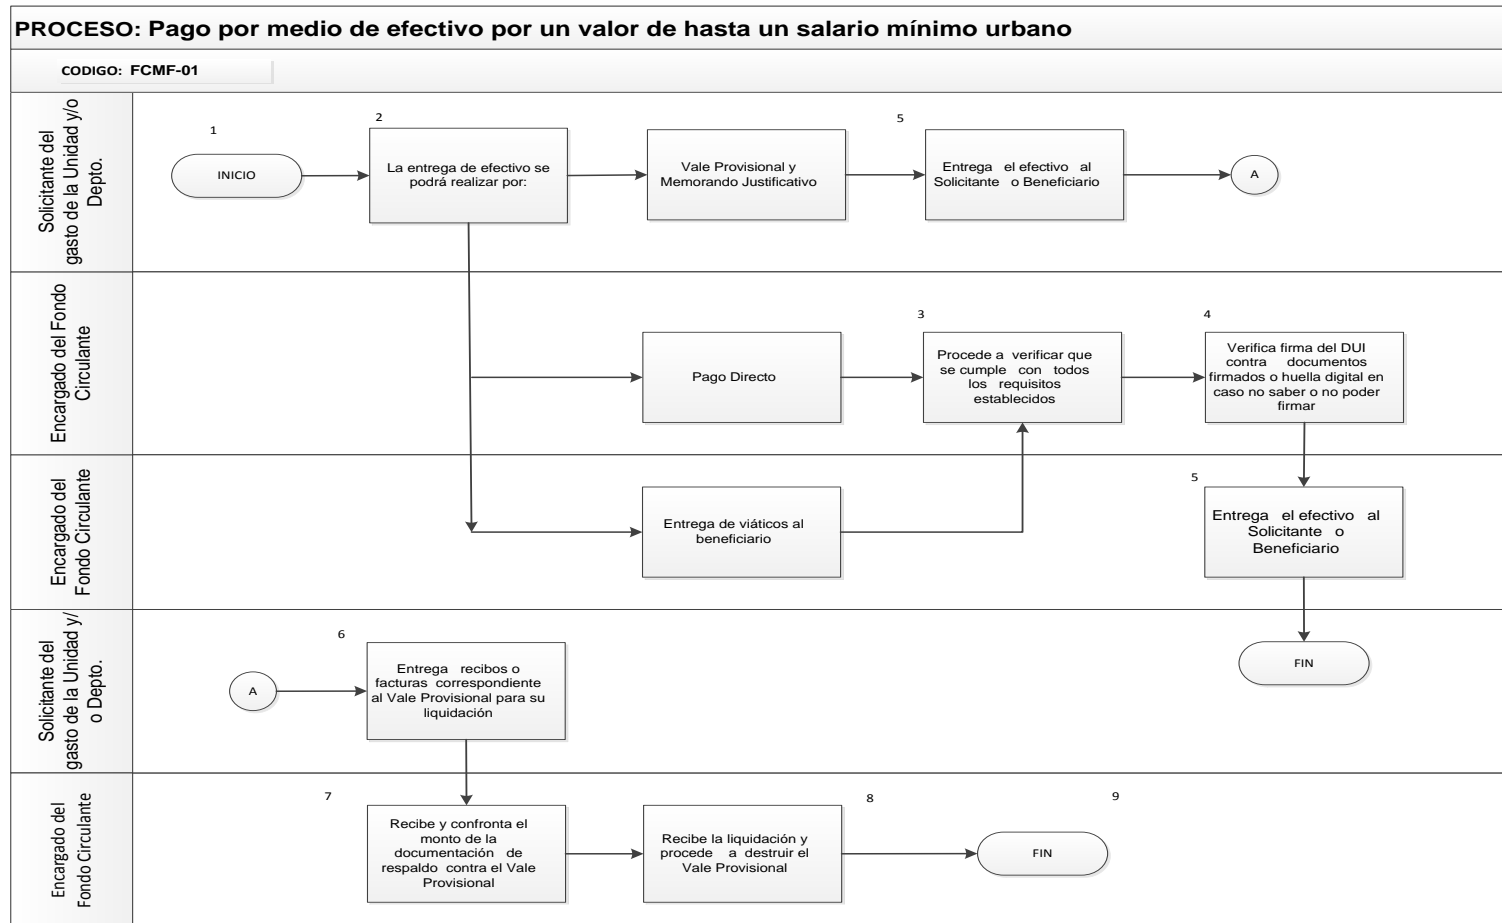 PROCESO: Pago por medio de efectivo por un valor de hasta un salario mínimo urbano
CODIGO: FCMF-01
Solicitante del
gasto de la Unidad y/o
Depto.
1
INICIO
2
La entrega de efectivo se
podrá realizar por:
Vale Provisional y
Memorando Justificativo
5
Entrega el efectivo al
Solicitante o Beneficiario
A
Encargado del Fondo
Circulante
Pago Directo
3
Procede a verificar que
se cumple con todos
los requisitos
establecidos
4
Verifica firma del DUI
contra documentos
firmados o huella digital en
caso no saber o no poder
firmar
Encargado del
Fondo Circulante
Entrega de viáticos al
beneficiario
5
Entrega el efectivo al
Solicitante o
Beneficiario
Solicitante del
gasto de la Unidad y/
o Depto.
A
6
Entrega recibos o
facturas correspondiente
al Vale Provisional para su
liquidación
FIN
Encargado del
Fondo Circulante
7
Recibe y confronta el
monto de la
documentación de
respaldo contra el Vale
Provisional
Recibe la liquidación y
procede a destruir el
Vale Provisional
8
FIN
9